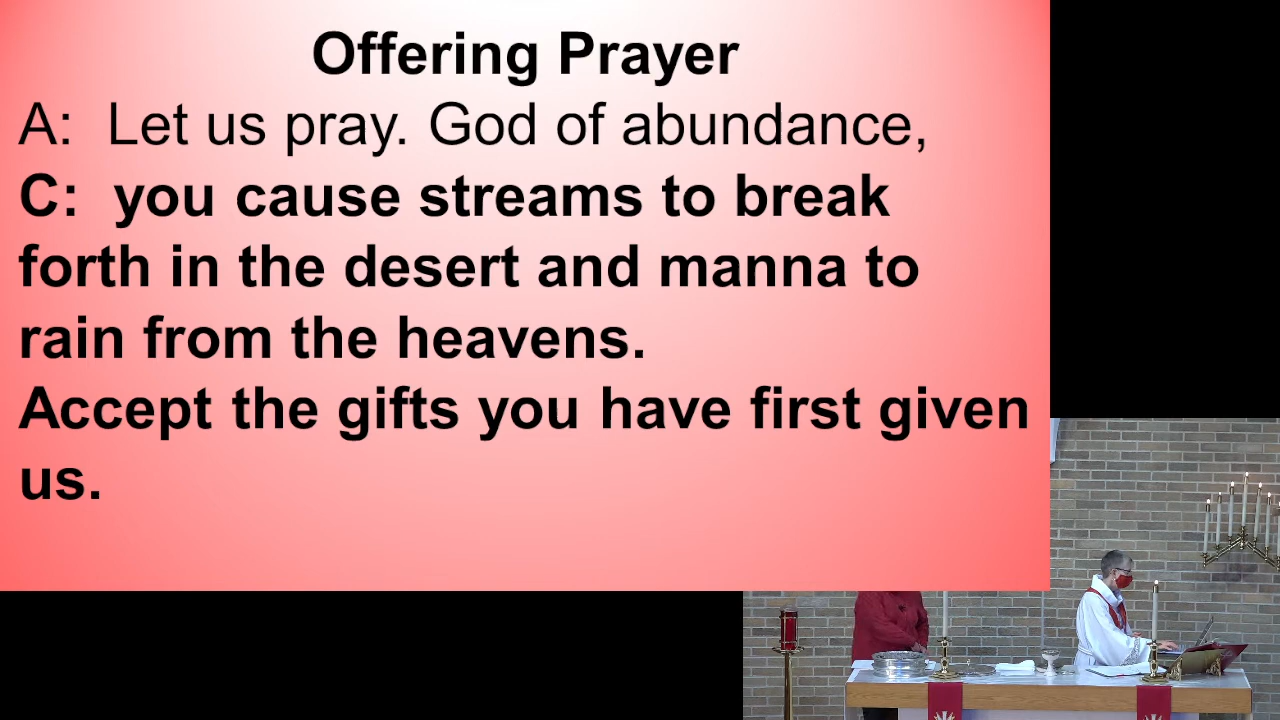 Offering Prayer
A: Let us pray. God of abundance,
C: you cause streams to break
forth in the desert and manna to
rain from the heavens.
Accept the gifts you have first given
us.